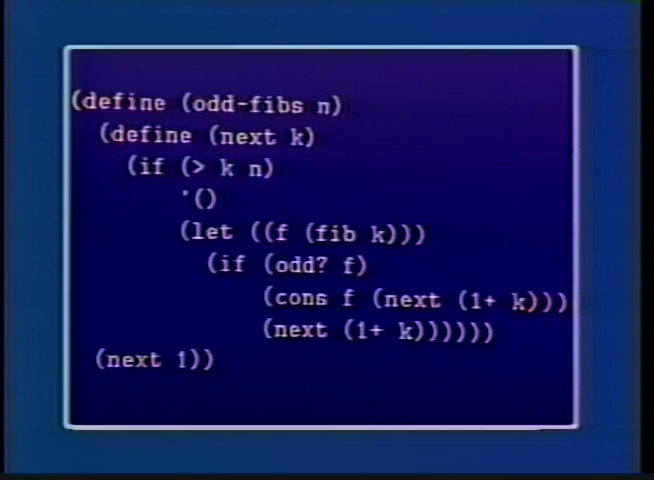 (define (odd-fibs n)
(define (next k)
(if (> k n)
'()
(let ((f (fib k)))
(if (odd? f)
(cons f (next (1+ k)))
(next (1+ k))))))
(next 1))